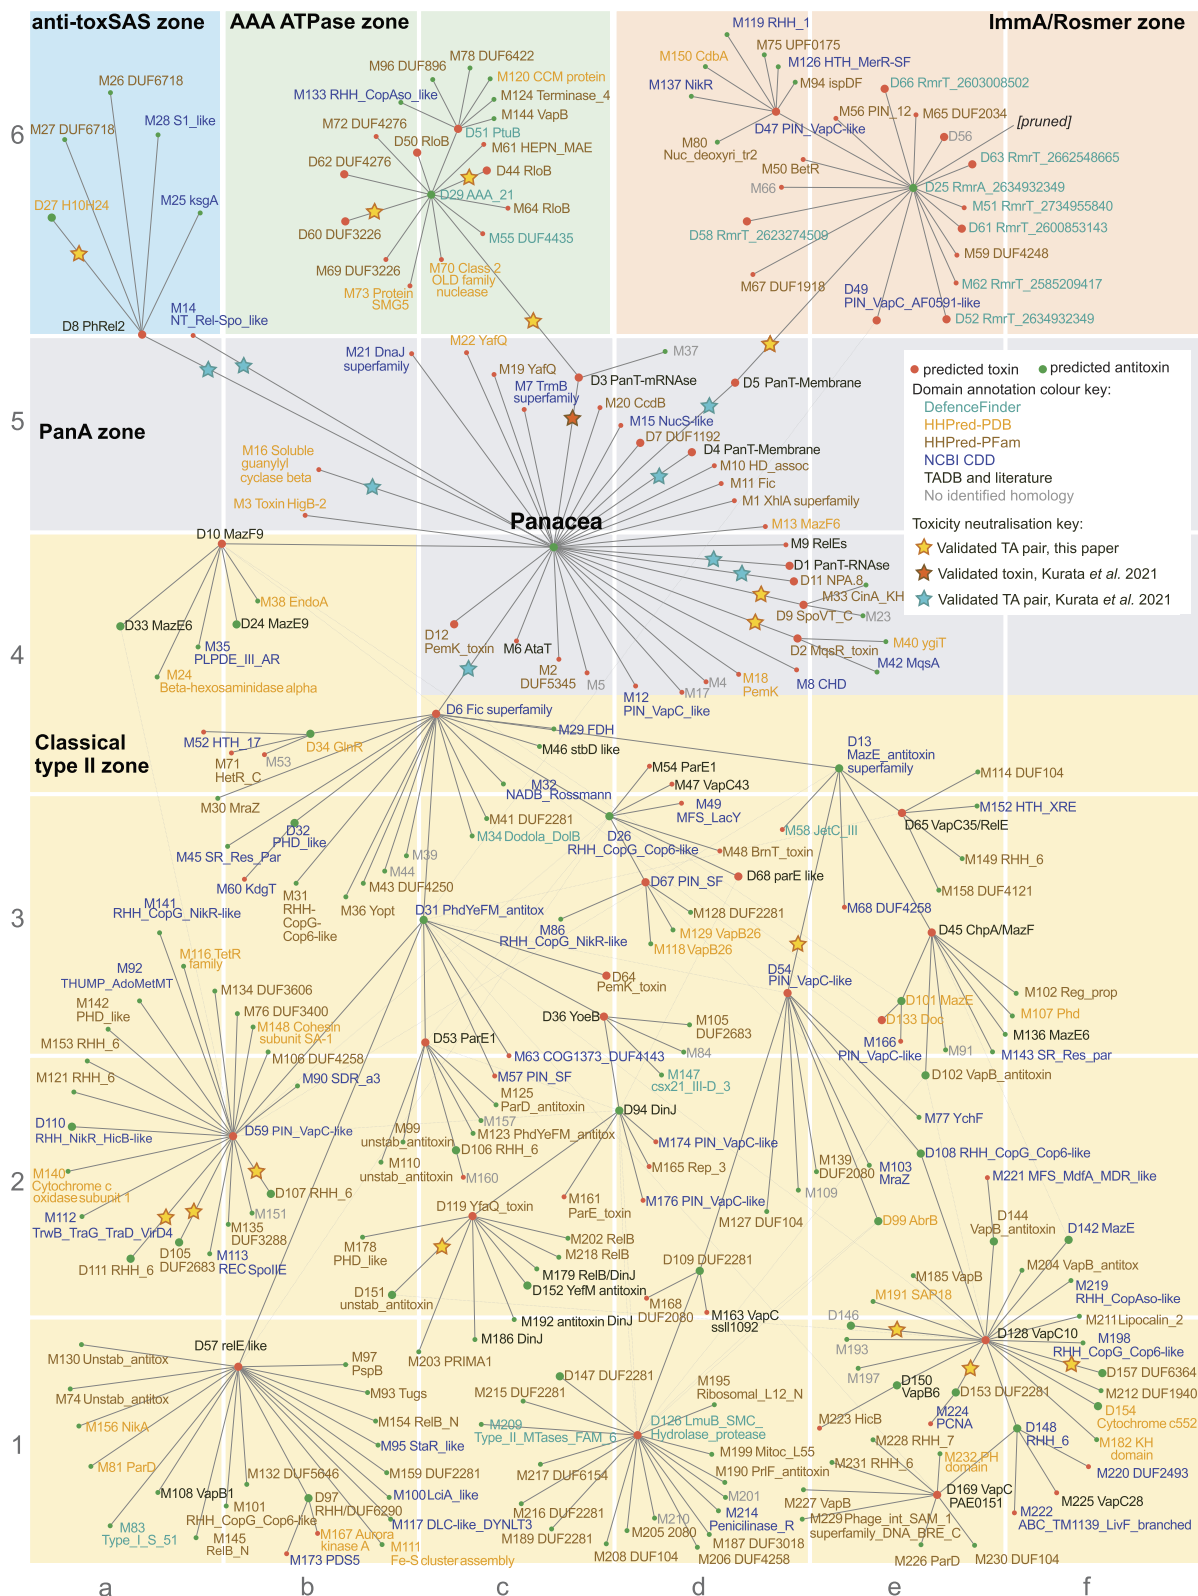 anti-toxSAS zone
AAA ATPase zone
ImmA/Rosmer zone
M119 RHH_1
M75 UPF0175
M150 CdbA
M126 HTH_MerR-SF
M137 NikR
M94 ispDF
D66 RmrT_2603008502
M56 PIN_12
M65 DUF2034
D47 PIN_VapC-like
[pruned]
D56
M80
Nuc_deoxyri_tr2
M50 BetR
D63 RmrT_2662548665
M66
D25 RmrA_2634932349
M51 RmrT_2734955840
D58 RmrT_2623274509
D61 RmrT_2600853143
M59 DUF4248
M67 DUF1918
M62 RmrT_2585209417
D49
PIN_VapC_AF0591-like
D52 RmrT_2634932349
M26 DUF6718
M27 DUF6718
M28 S1_like
M25 ksgA
D27 H10H24
D8 PhRel2
M14
NT_Rel-Spo_like
M96 DUF896
M78 DUF6422
M120 CCM protein
M133 RHH_CopAso_like
M124 Terminase_4
M144 VapB
M72 DUF4276
D51 PtuB
D50 RloB
M61 HEPN_MAE
D62 DUF4276
D44 RloB
D29 AAA_21
M64 RloB
D60 DUF3226
M55 DUF4435
M69 DUF3226
M70 Class 2
OLD family
nuclease
M73 Protein
SMG5
6
5
4
3
2
1
PanA zone
M21 DnaJ
superfamily
M22 YafQ
M19 YafQ
M7 TrmB
superfamily
M37
D3 PanT-mRNAse
D5 PanT-Membrane
M20 CcdB
M15 NucS-like
D7 DUF1192
D4 PanT-Membrane
M10 HD_assoc
M11 Fic
M1 XhlA superfamily
M16 Soluble
guanylyl
cyclase beta
M3 Toxin HigB-2
M13 MazF6
Panacea
M9 RelEs
D1 PanT-RNAse
D11 NPA.8
M33 CinA_KH
D9 SpoVT_C
M23
D2 MqsR_toxin
M40 ygiT
M42 MqsA
M8 CHD
D12
PemK_toxin
M6 AtaT
M2
DUF5345
M5
M12
PIN_VapC_like
M17
M4
M18
PemK
predicted toxin
predicted antitoxin
Domain annotation colour key:
DefenceFinder
HHPred-PDB
HHPred-PFam
NCBI CDD
TADB and literature
No identified homology
Toxicity neutralisation key:
Validated TA pair, this paper
Validated toxin, Kurata et al. 2021
Validated TA pair, Kurata et al. 2021
D10 MazF9
M38 EndoA
D33 MazE6
D24 MazE9
M35
PLPDE_III_AR
M24
Beta-hexosaminidase alpha
Classical
type II zone
D6 Fic superfamily
M52 HTH_17
D34 GlnR
M71
HetR_C
M53
M30 MraZ
M29 FDH
M46 stbD like
M32
NADB_Rossmann
M41 DUF2281
M34 Dodola_DolB
D32
PHD_like
M45 SR_Res_Par
M60 KdgT
M31
RHH-
CopG-
Cop6-like
M39
M44
M43 DUF4250
M36 Yopt
D13
MazE_antitoxin
superfamily
M54 ParE1
M47 VapC43
M49
MFS_LacY
D26
RHH_CopG_Cop6-like
M48 BrnT_toxin
D68 parE like
D67 PIN_SF
M128 DUF2281
M129 VapB26
M118 VapB26
M86
RHH_CopG_NikR-like
M58 JetC_III
M114 DUF104
M152 HTH_XRE
D65 VapC35/RelE
M149 RHH_6
M158 DUF4121
M68 DUF4258
D45 ChpA/MazF
D54
PIN_VapC-like
M102 Reg_prop
D101 MazE
M107 Phd
D133 Doc
M136 MazE6
M166
PIN_VapC-like
M91
M143 SR_Res_par
D102 VapB_antitoxin
M77 YchF
D31 PhdYeFM_antitox
D64
PemK_toxin
D36 YoeB
M105
DUF2683
M84
M147
csx21_III-D_3
D53 ParE1
M63 COG1373_DUF4143
M57 PIN_SF
M125
ParD_antitoxin
M157
M123 PhdYeFM_antitox
D106 RHH_6
M160
M99
unstab_antitoxin
M110
unstab_antitoxin
M141
RHH_CopG_NikR-like
M116 TetR
family
M92
THUMP_AdoMetMT
M134 DUF3606
M142
PHD_like
M76 DUF3400
M148 Cohesin
subunit SA-1
M153 RHH_6
M106 DUF4258
M121 RHH_6
M90 SDR_a3
D110
RHH_NikR_HicB-like
D59 PIN_VapC-like
M140
Cytochrome c
oxidase subunit 1
D107 RHH_6
M112
TrwB_TraG_TraD_VirD4
M151
M135
DUF3288
D105
DUF2683
D111 RHH_6
M113
REC SpoIIE
D94 DinJ
M174 PIN_VapC-like
M165 Rep_3
M176 PIN_VapC-like
M161
ParE_toxin
D119 YfaQ_toxin
M178
PHD_like
M202 RelB
M218 RelB
M179 RelB/DinJ
D152 YefM antitoxin
D151
unstab_antitoxin
M192 antitoxin DinJ
M186 DinJ
M203 PRIMA1
D109 DUF2281
M168
DUF2080
M163 VapC
ssll1092
M139
DUF2080
M103
MraZ
M109
M127 DUF104
D108 RHH_CopG_Cop6-like
M221 MFS_MdfA_MDR_like
D99 AbrB
D144
VapB_antitoxin
D142 MazE
M204 VapB_antitox
M185 VapB
M219
RHH_CopAso-like
M191 SAP18
D146
M211 Lipocalin_2
M193
D128 VapC10
M198
RHH_CopG_Cop6-like
M197
D157 DUF6364
D150
VapB6
D153 DUF2281
M212 DUF1940
D154
Cytochrome c552
M223 HicB
M224
PCNA
D148
RHH_6
M182 KH
domain
M228 RHH_7
M232 PH
domain
M231 RHH_6
M220 DUF2493
M227 VapB
D169 VapC
PAE0151
M225 VapC28
M229 Phage_int_SAM_1
superfamily_DNA_BRE_C
M222
ABC_TM1139_LivF_branched
M226 ParD
M230 DUF104
D57 relE like
M130 Unstab_antitox
M97
PspB
M74 Unstab_antitox
M93 Tugs
M156 NikA
M154 RelB_N
M95 StaR_like
M81 ParD
M132 DUF5646
M159 DUF2281
M108 VapB1
D97
RHH/DUF6290
M100 LciA_like
M101
RHH_CopG_Cop6-like
M83
Type_I_S_51
M117 DLC-like_DYNLT3
M145
RelB_N
M167 Aurora
kinase A
M111
Fe-S cluster assembly
M173 PDS5
D147 DUF2281
M215 DUF2281
M195
Ribosomal_L12_N
M209
Type_II_MTases_FAM_6
D126 LmuB_SMC_
Hydrolase_protease
M199 Mitoc_L55
M217 DUF6154
M190 PrlF_antitoxin
M201
M216 DUF2281
M214
Penicilinase_R
M210
M205 2080
M189 DUF2281
M187 DUF3018
M208 DUF104
M206 DUF4258
a
b
c
d
e
f